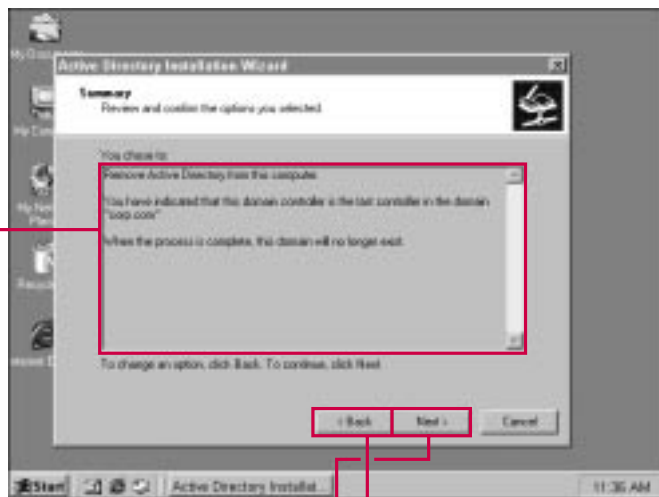 Active Directory Installation Wizard
Summary
Review and confirm the options you selected.
You chose to:
Remove Active Directory from this computer.
You have indicated that this domain controller is the last controller in the domain
"corp.com"
When the process is complete, this domain will no longer exist.
To change an option, click Back. To continue, click Next.
< Back Next > Cancel
My
My
My
Start Active Directory Installat... 11:36 AM